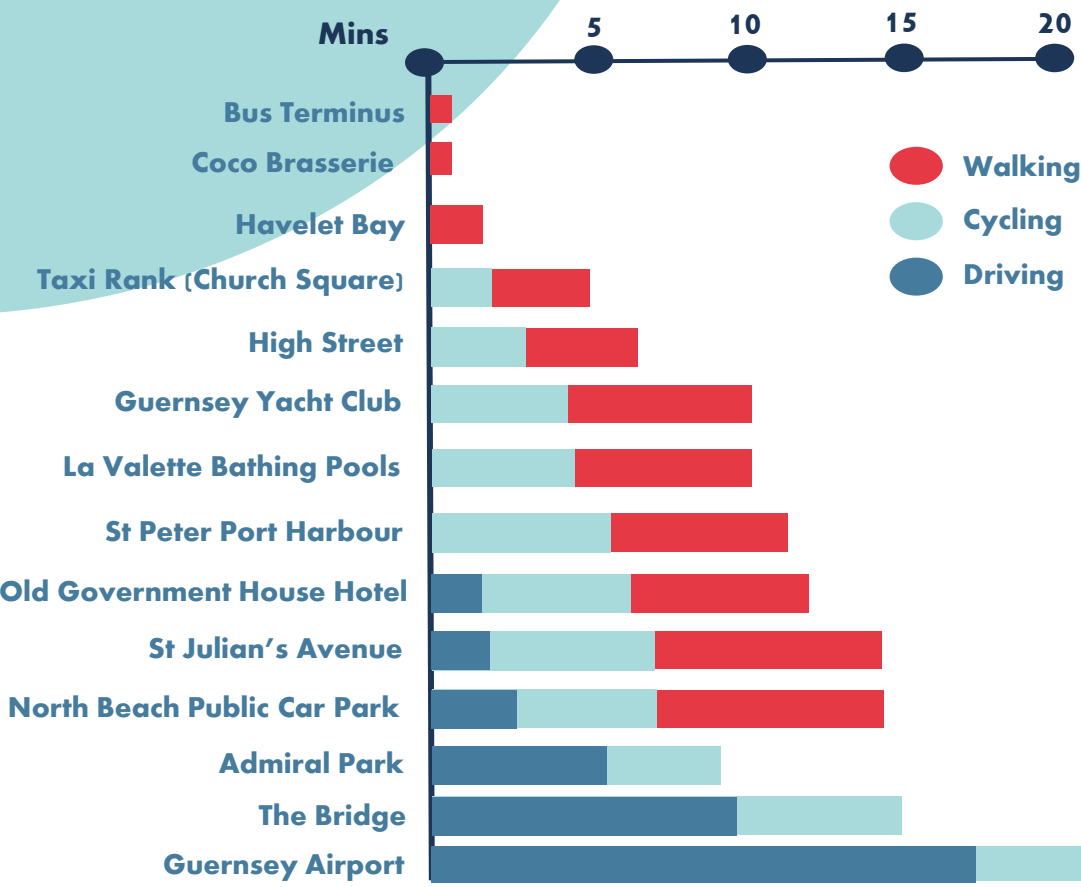 Mins 5 10 15 20
Bus Terminus
Coco Brasserie
Walking
Havelet Bay
Cycling
Taxi Rank (Church Square)
Driving
High Street
Guernsey Yacht Club
La Valette Bathing Pools
St Peter Port Harbour
Old Government House Hotel
St Julian's Avenue
North Beach Public Car Park
Admiral Park
The Bridge
Guernsey Airport